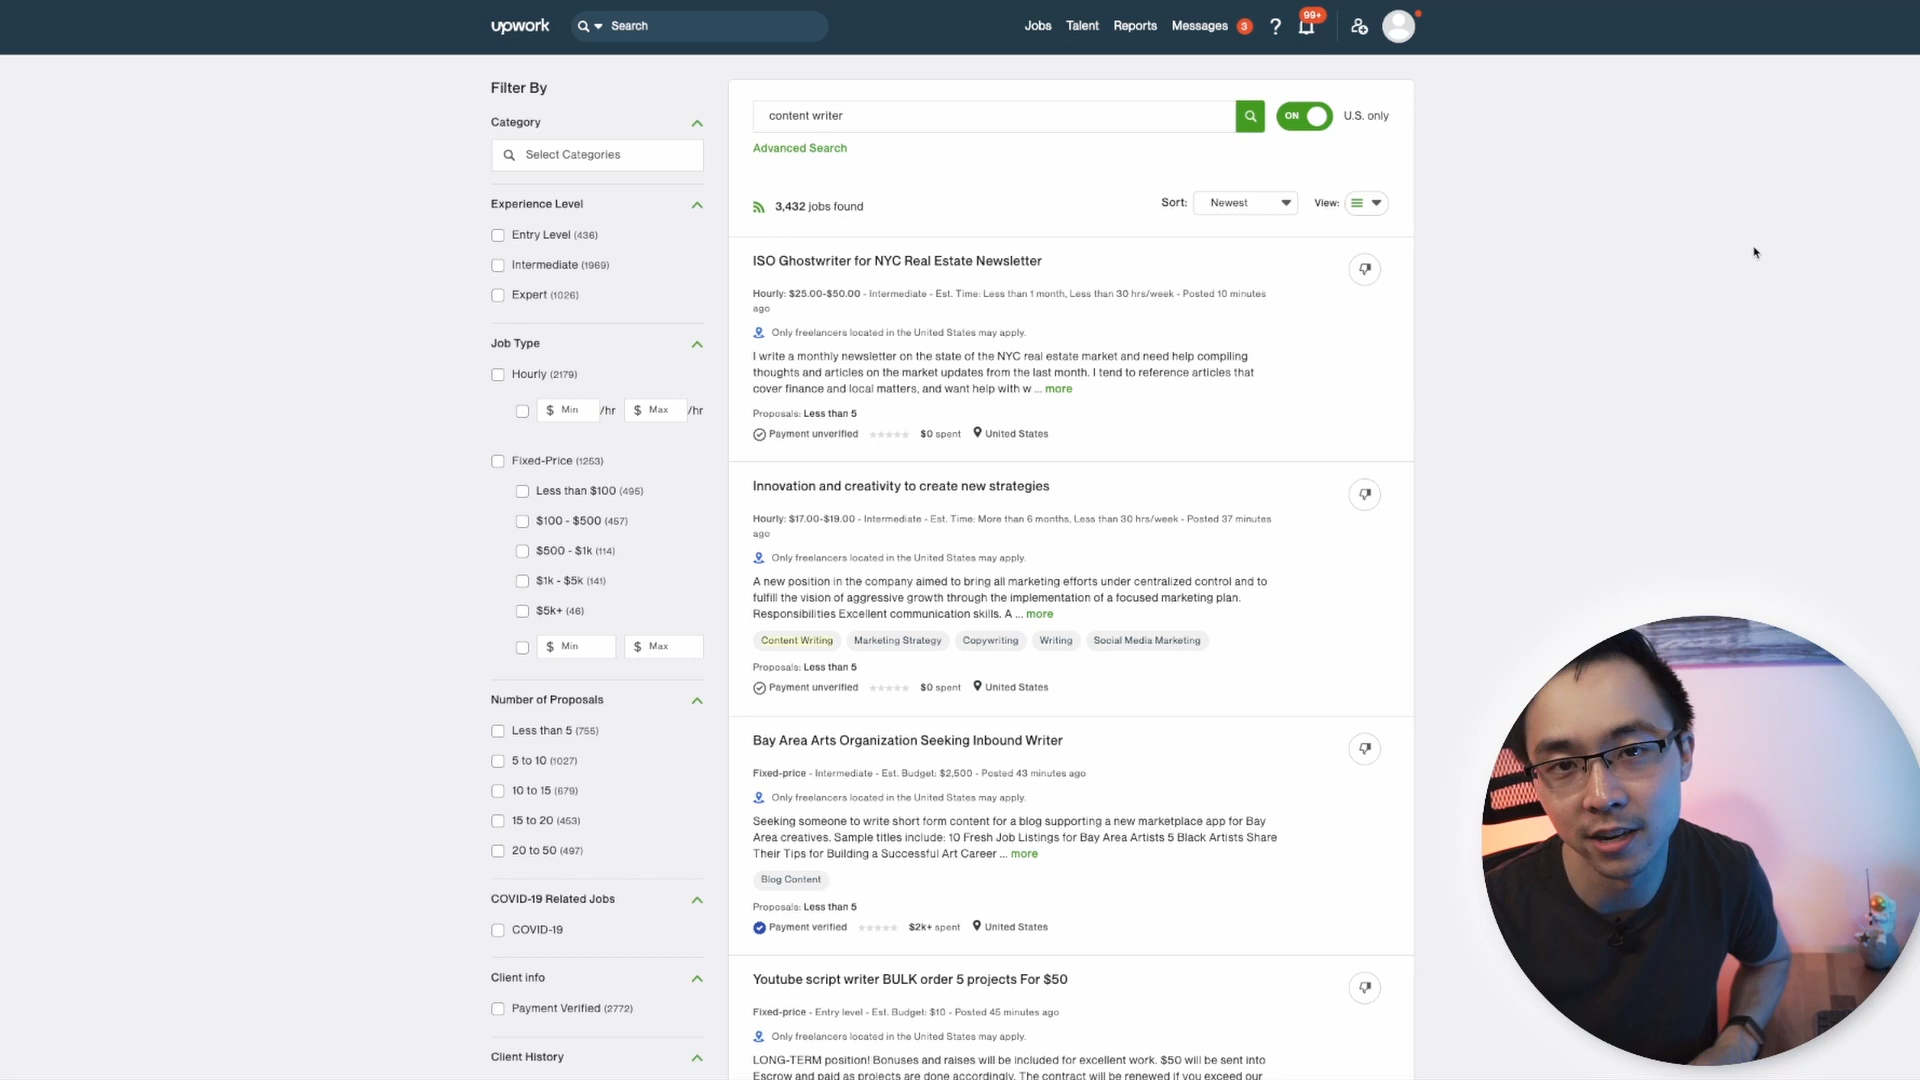 upwork
Search
Jobs
Talent
Reports
Messages
3
?
99+
Filter By
Category
Select Categories
Experience Level
Entry Level (436)
Intermediate (1969)
Expert (1026)
Job Type
Hourly (2179)
$ Min /hr $ Max /hr
Fixed-Price (1253)
Less than $100 (495)
$100 - $500 (457)
$500 - $1k (114)
$1k - $5k (141)
$5k+ (46)
$ Min $ Max
Number of Proposals
Less than 5 (755)
5 to 10 (1027)
10 to 15 (679)
15 to 20 (453)
20 to 50 (497)
COVID-19 Related Jobs
COVID-19
Client info
Payment Verified (2772)
Client History
content writer
ON
U.S. only
Advanced Search
3,432 jobs found
Sort: Newest
View:
ISO Ghostwriter for NYC Real Estate Newsletter
Hourly: $25.00-$50.00 - Intermediate - Est. Time: Less than 1 month, Less than 30 hrs/week - Posted 10 minutes
ago
Only freelancers located in the United States may apply.
I write a monthly newsletter on the state of the NYC real estate market and need help compiling
thoughts and articles on the market updates from the last month. I tend to reference articles that
cover finance and local matters, and want help with w ... more
Proposals: Less than 5
Payment unverified $0 spent United States
Innovation and creativity to create new strategies
Hourly: $17.00-$19.00 - Intermediate - Est. Time: More than 6 months, Less than 30 hrs/week - Posted 37 minutes
ago
Only freelancers located in the United States may apply.
A new position in the company aimed to bring all marketing efforts under centralized control and to
fulfill the vision of aggressive growth through the implementation of a focused marketing plan.
Responsibilities Excellent communication skills. A ... more
Content Writing Marketing Strategy Copywriting Writing Social Media Marketing
Proposals: Less than 5
Payment unverified $0 spent United States
Bay Area Arts Organization Seeking Inbound Writer
Fixed-price - Intermediate - Est. Budget: $2,500 - Posted 43 minutes ago
Only freelancers located in the United States may apply.
Seeking someone to write short form content for a blog supporting a new marketplace app for Bay
Area creatives. Sample titles include: 10 Fresh Job Listings for Bay Area Artists 5 Black Artists Share
Their Tips for Building a Successful Art Career ... more
Blog Content
Proposals: Less than 5
Payment verified $2k+ spent United States
Youtube script writer BULK order 5 projects For $50
Fixed-price - Entry level - Est. Budget: $10 - Posted 45 minutes ago
Only freelancers located in the United States may apply.
LONG-TERM position! Bonuses and raises will be included for excellent work. $50 will be sent into
Escrow and paid as projects are done accordingly. The contract will be renewed if you exceed our